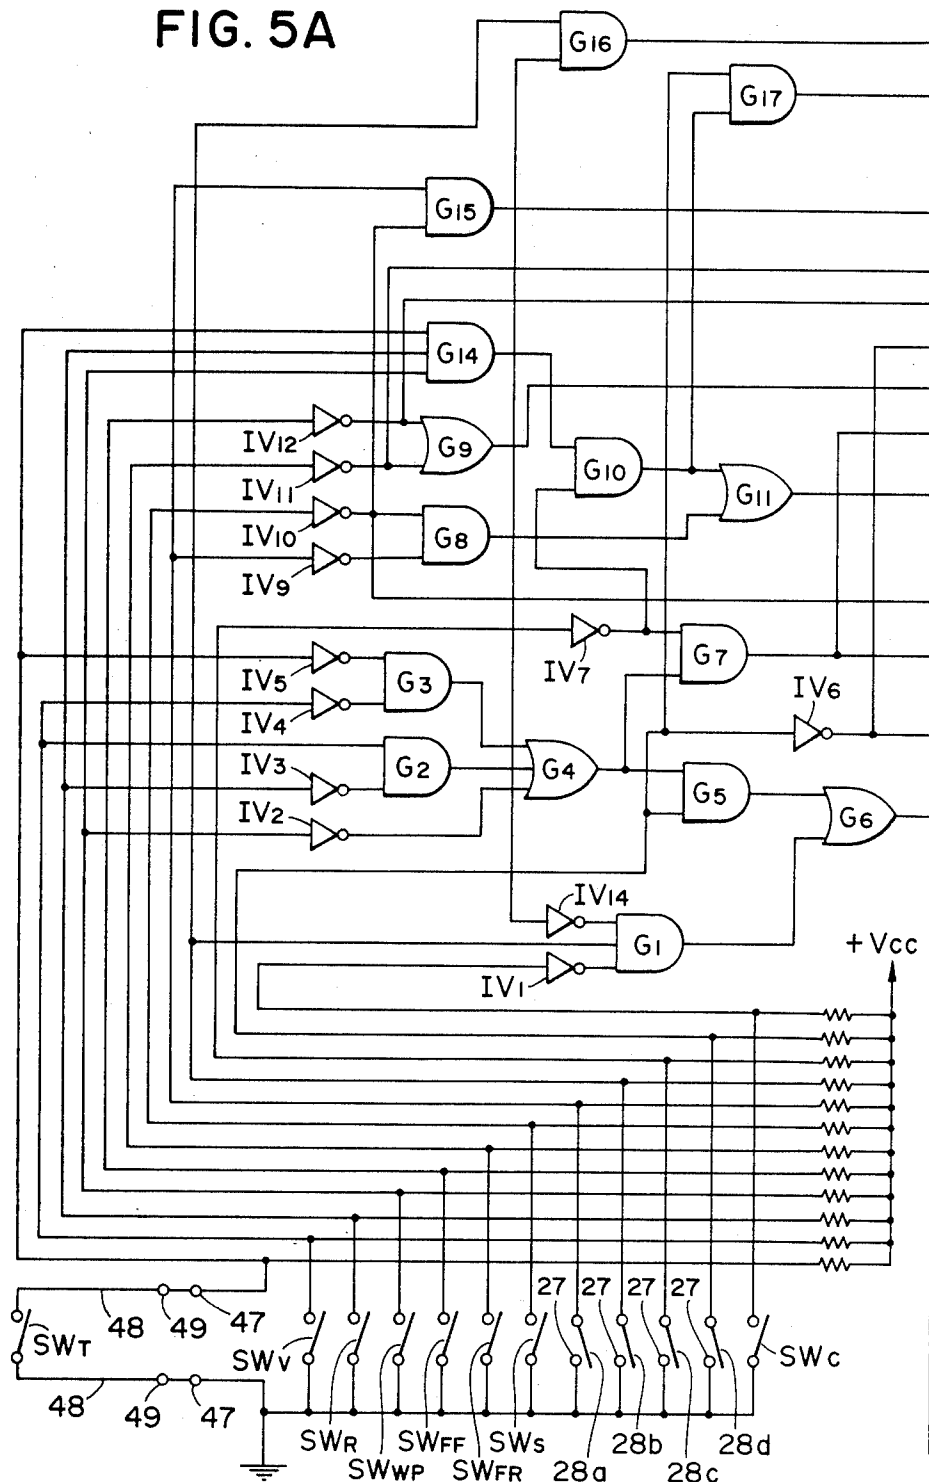 FIG. 5A
G16
G17
G15
G14
IV12
G9
G10
IV11
G11
IV10
G8
IV9
IV7
G7
IV5
G3
IV6
IV4
IV3
G2
G4
G5
IV2
G6
IV14
G1
+Vcc
IV1
27 27 27 27
48 49 47
SWT
SWV
SWC
48 49 47
SWR SWFF SWS 28b 28d
SWWP SWFR 28a 28c